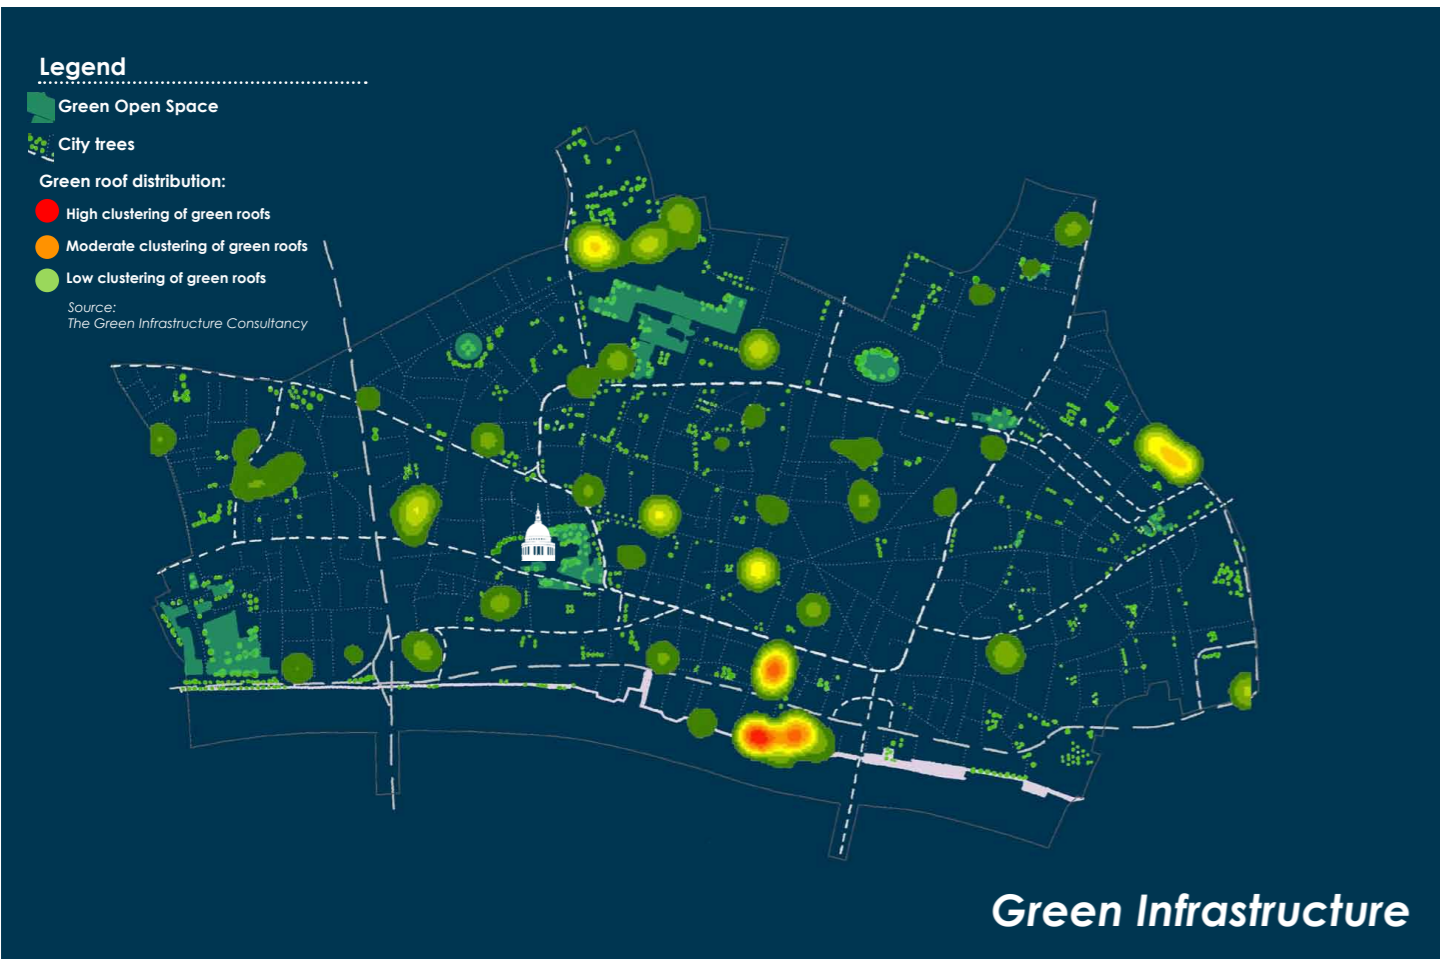 Legend
Green Open Space
City trees
Green roof distribution:
High clustering of green roofs
Moderate clustering of green roofs
Low clustering of green roofs
Source:
The Green Infrastructure Consultancy
Green Infrastructure